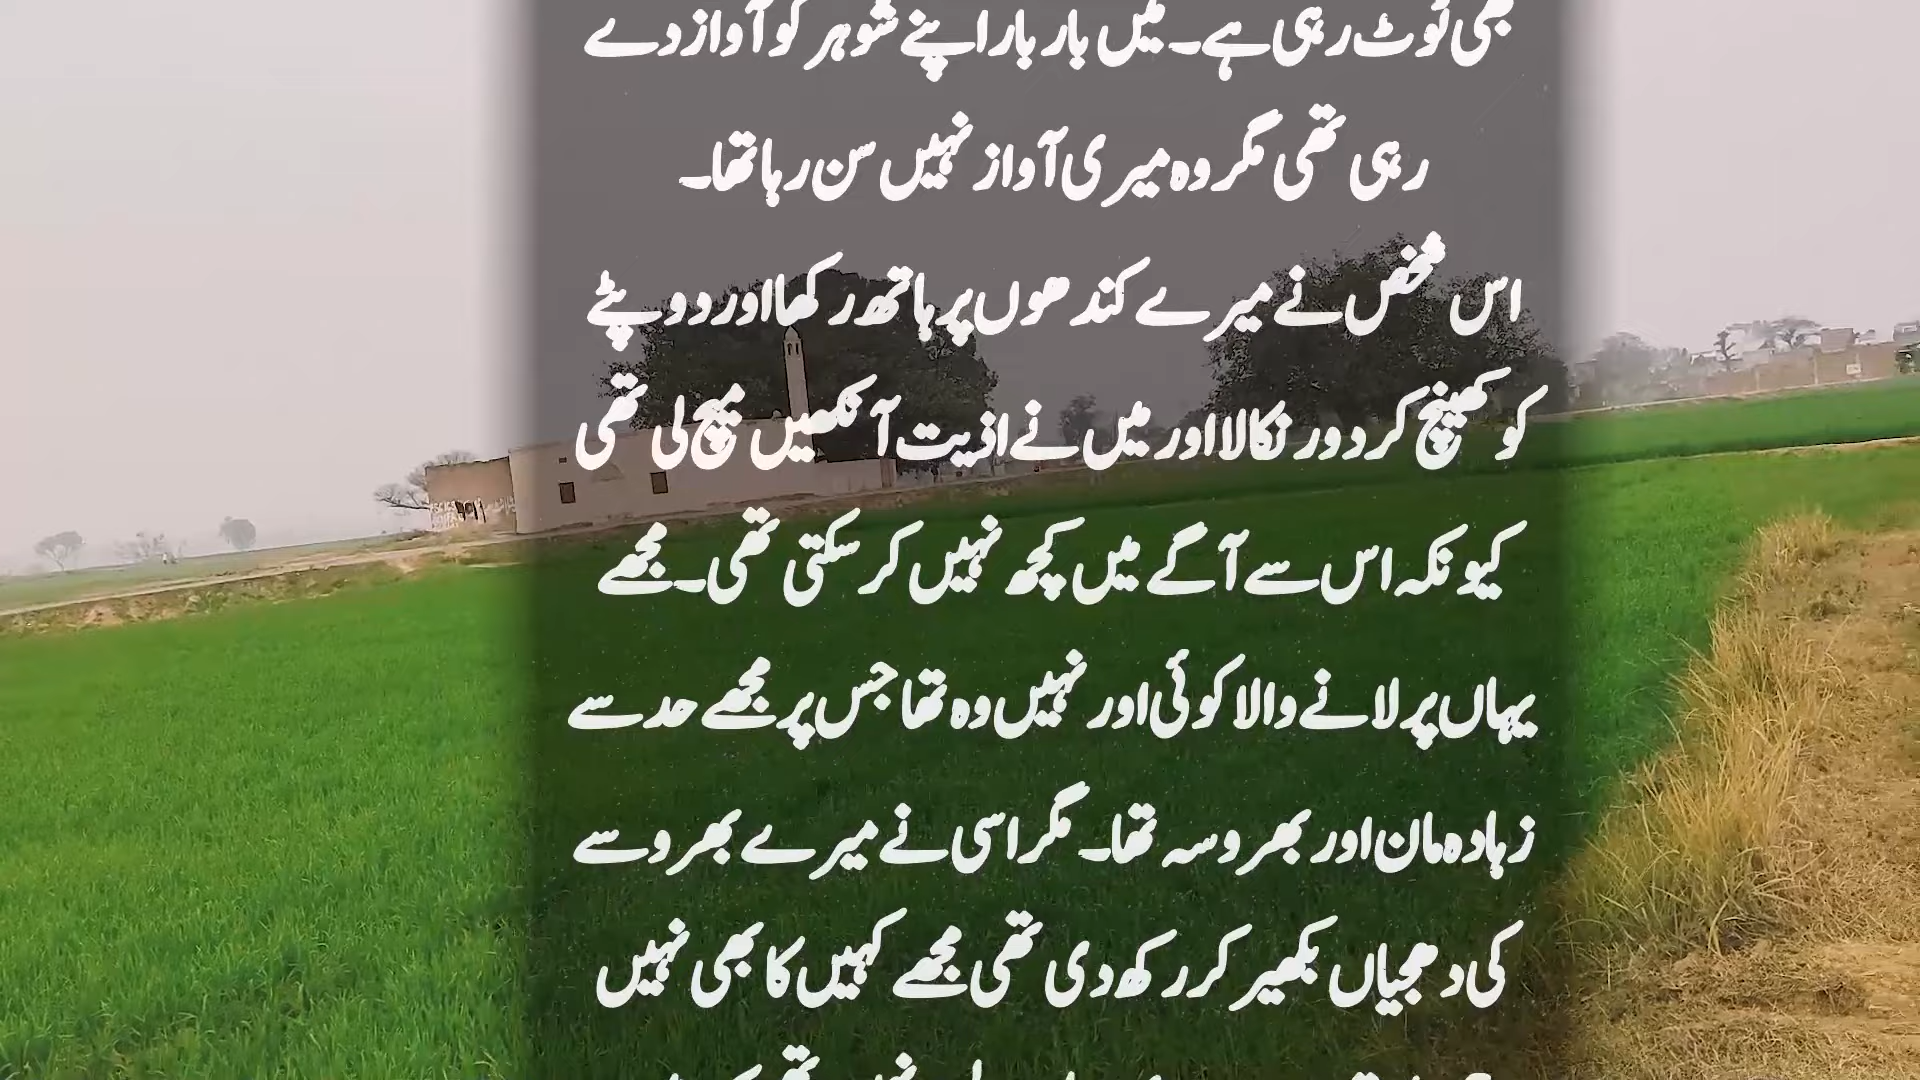 بھی ٹوٹ رہی ہے۔ میں بار بار اپنے شوہر کو آواز دے
رہی تھی مگر وہ میری آواز نہیں سن رہا تھا۔
اس شخص نے میرے کندھوں پر ہاتھ رکھا اور دوپٹے
کو کھینچ کر دور نکالا اور میں نے اذیت آنکھیں میچ لی تھی
کیونکہ اس سے آگے میں کچھ نہیں کر سکتی تھی۔ مجھے
یہاں پر لانے والا کوئی اور نہیں وہ تھا جس پر مجھے حد سے
زیادہ مان اور بھروسہ تھا۔ مگر اسی نے میرے بھروسے
کی دھجیاں بکھیر کر رکھ دی تھی مجھے کہیں کا بھی نہیں